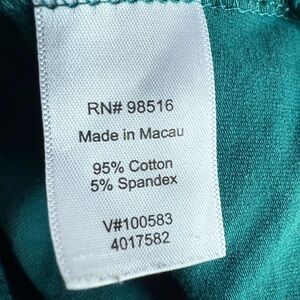 RN# 98516
Made in Macau
95% Cotton
5% Spandex
V#100583
4017582